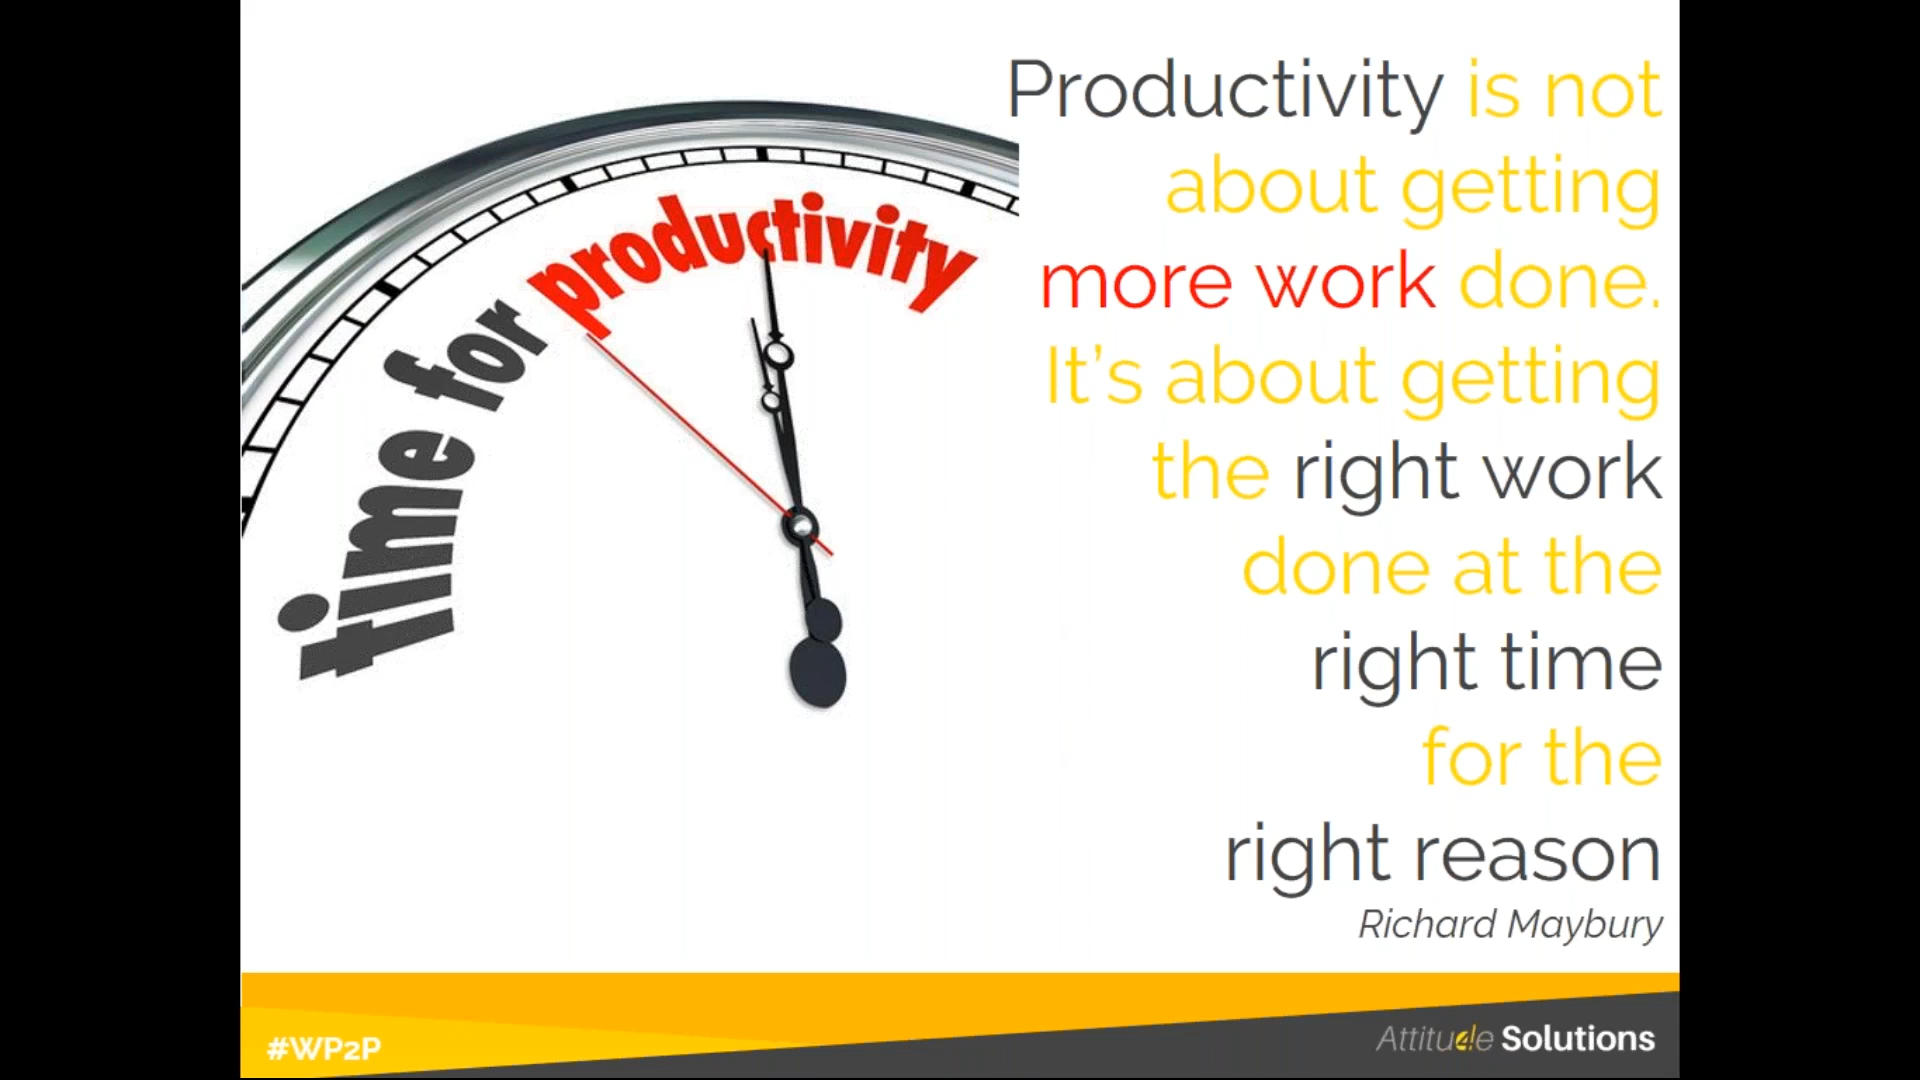 time for productivity
Productivity is not
about getting
more work done.
It's about getting
the right work
done at the
right time
for the
right reason
Richard Maybury
#WP2P
Attitude Solutions